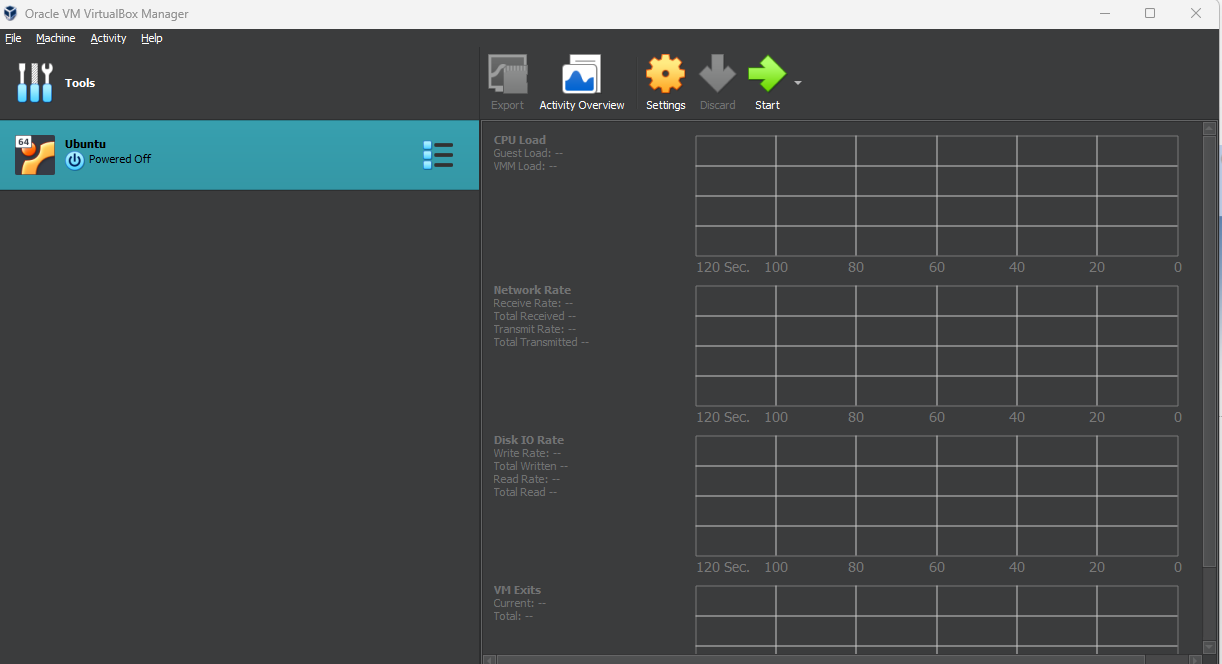 Oracle VM VirtualBox Manager
File Machine Activity Help
Tools
Export Activity Overview Settings Discard Start
64
Ubuntu
Powered Off
CPU Load
Guest Load: --
VMM Load: --
120 Sec. 100 80 60 40 20 0
Network Rate
Receive Rate: --
Total Received --
Transmit Rate: --
Total Transmitted --
120 Sec. 100 80 60 40 20 0
Disk IO Rate
Write Rate: --
Total Written --
Read Rate: --
Total Read --
120 Sec. 100 80 60 40 20 0
VM Exits
Current: --
Total: --